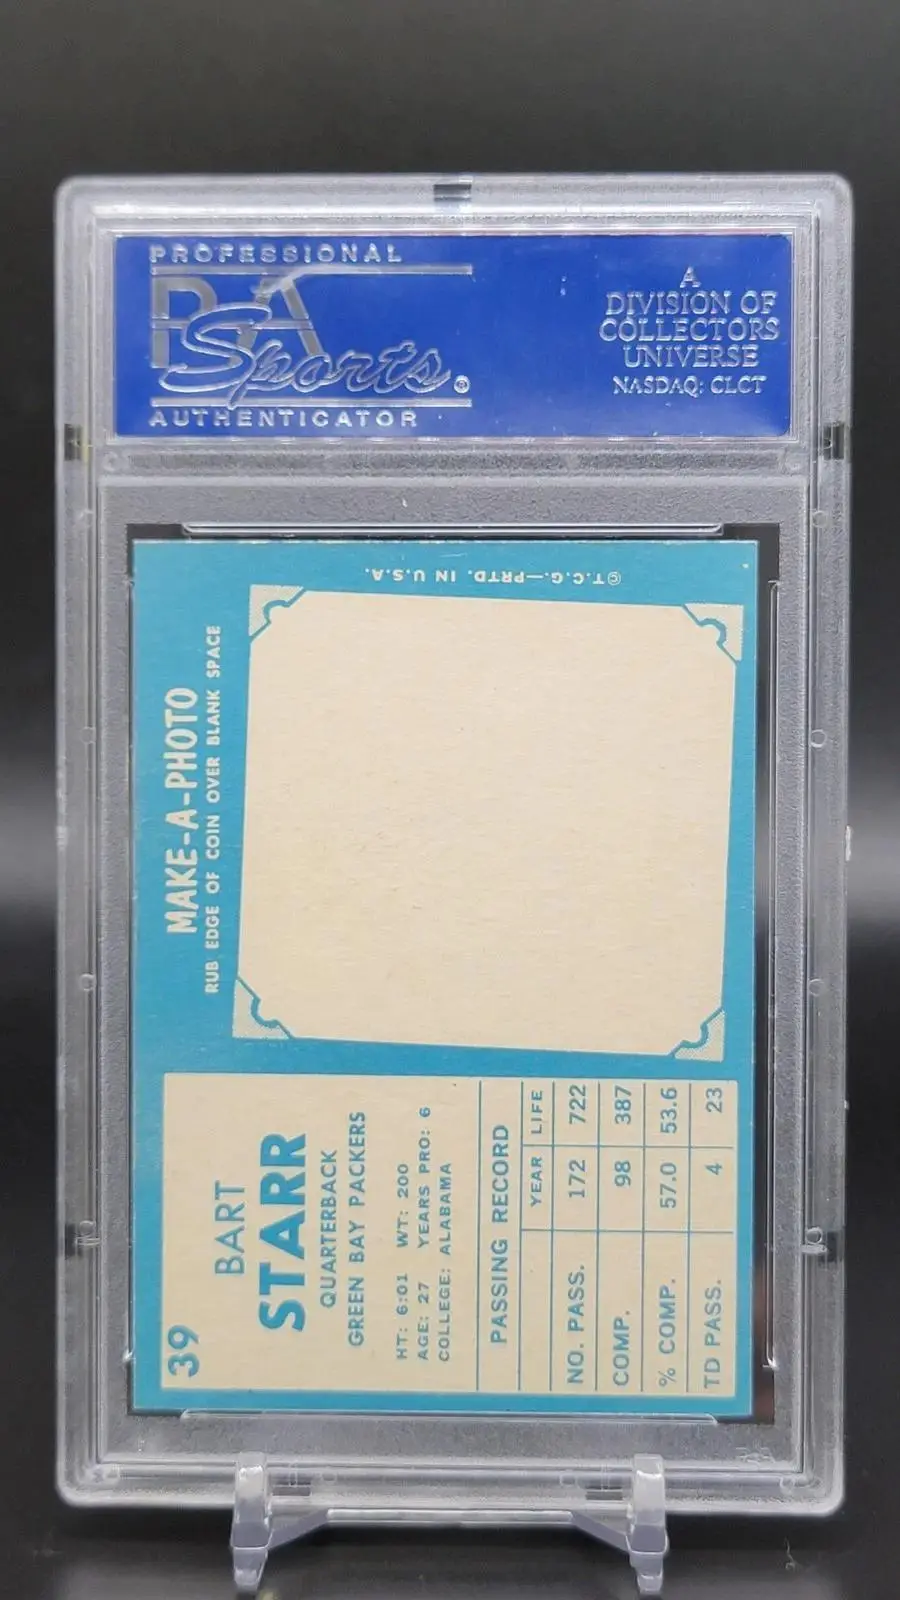 PROFESSIONAL
PSA
Sports®
AUTHENTICATOR
A
DIVISION OF
COLLECTORS
UNIVERSE
NASDAQ: CLCT
39
BART
STARR
QUARTERBACK
GREEN BAY PACKERS
HT: 6:01 WT: 200
AGE: 27 YEARS PRO: 6
COLLEGE: ALABAMA
PASSING RECORD
YEAR LIFE
NO. PASS. 172 722
COMP. 98 387
% COMP. 57.0 53.6
TD PASS. 4 23
MAKE-A-PHOTO
RUB EDGE OF COIN OVER BLANK SPACE
©T.C.G.—PRTD. IN U.S.A.